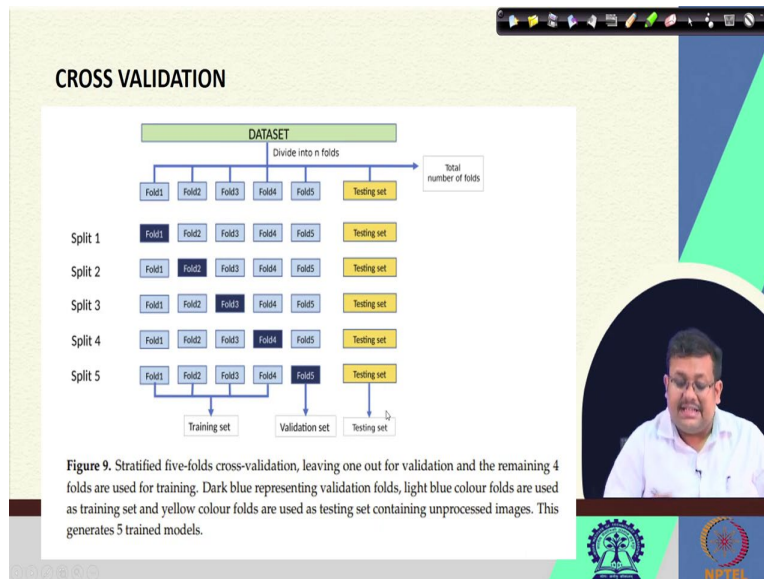 CROSS VALIDATION
DATASET
Divide into n folds
Total
number of folds
Fold1 Fold2 Fold3 Fold4 Fold5 Testing set
Split 1 Fold1 Fold2 Fold3 Fold4 Fold5 Testing set
Split 2 Fold1 Fold2 Fold3 Fold4 Fold5 Testing set
Split 3 Fold1 Fold2 Fold3 Fold4 Fold5 Testing set
Split 4 Fold1 Fold2 Fold3 Fold4 Fold5 Testing set
Split 5 Fold1 Fold2 Fold3 Fold4 Fold5 Testing set
Training set Validation set Testing set
Figure 9. Stratified five-folds cross-validation, leaving one out for validation and the remaining 4
folds are used for training. Dark blue representing validation folds, light blue colour folds are used
as training set and yellow colour folds are used as testing set containing unprocessed images. This
generates 5 trained models.
NPTEL